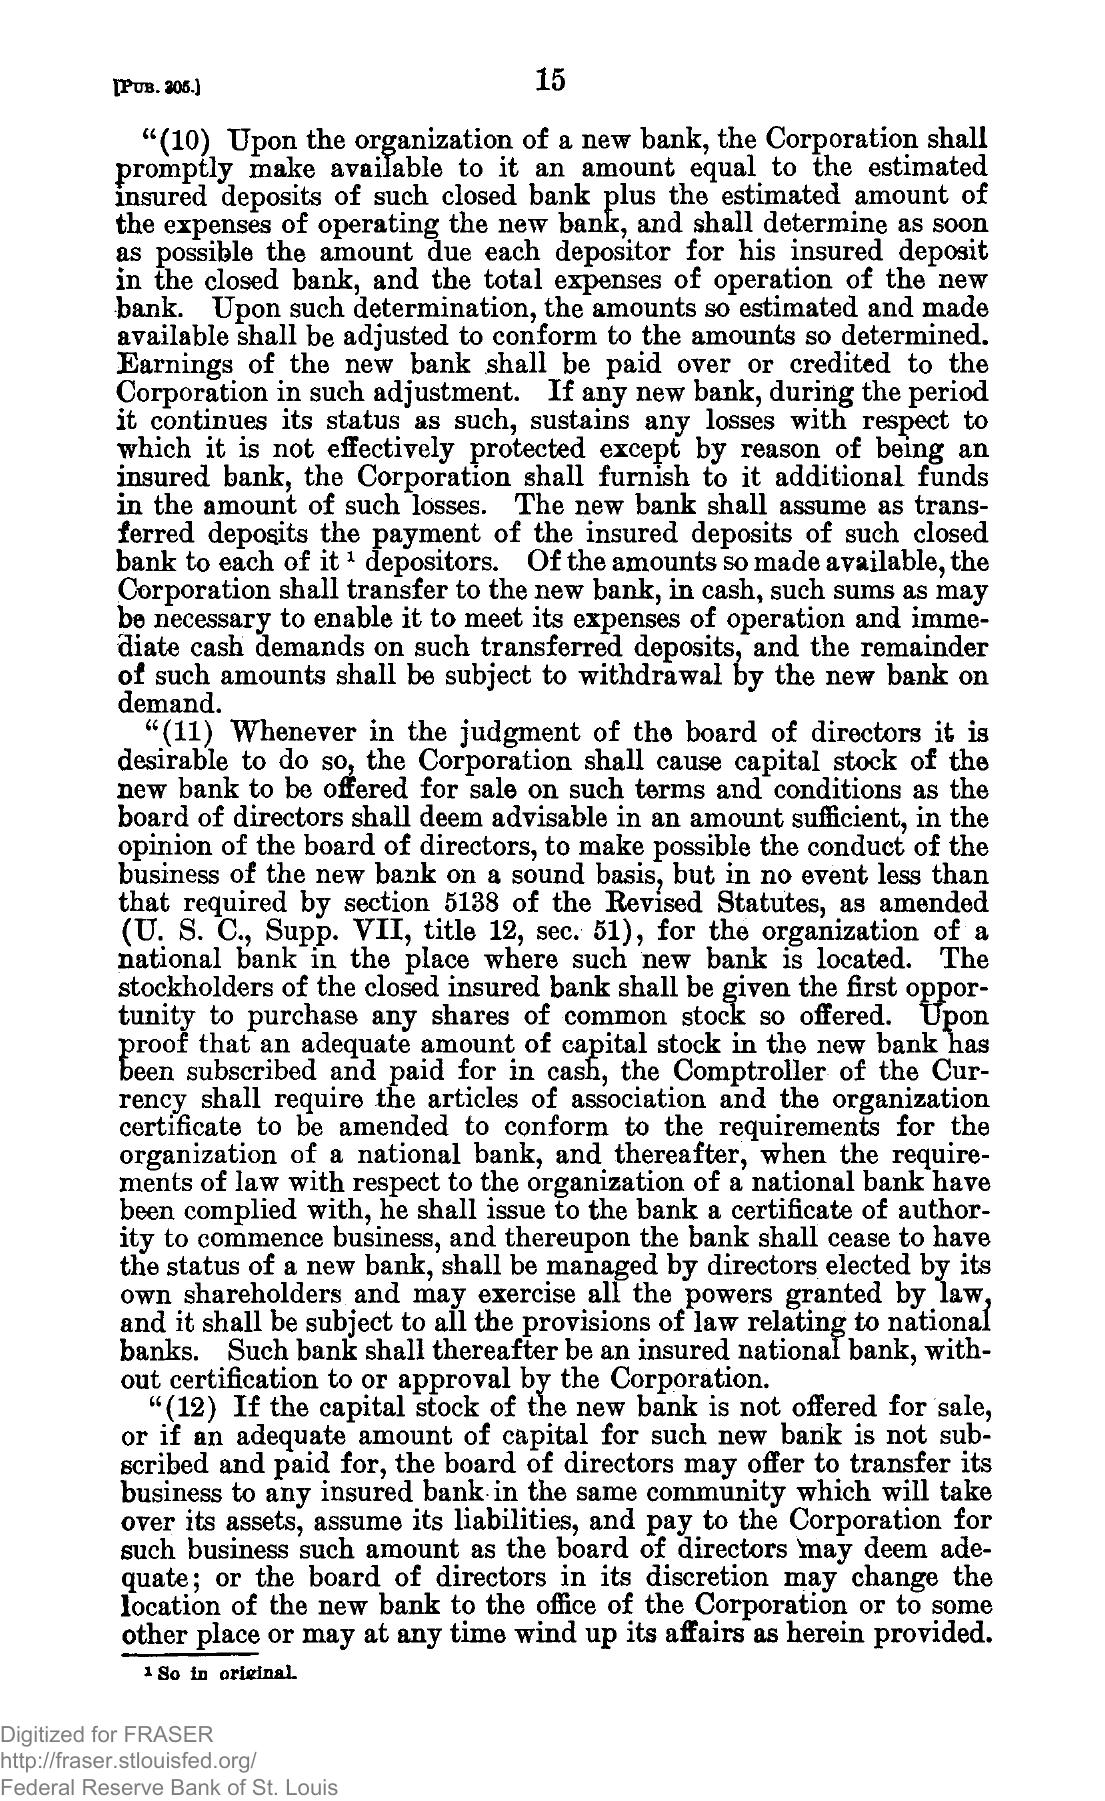 [PUB. 305.]
15
“(10) Upon the organization of a new bank, the Corporation shall
promptly make available to it an amount equal to the estimated
insured deposits of such closed bank plus the estimated amount of
the expenses of operating the new bank, and shall determine as soon
as possible the amount due each depositor for his insured deposit
in the closed bank, and the total expenses of operation of the new
bank. Upon such determination, the amounts so estimated and made
available shall be adjusted to conform to the amounts so determined.
Earnings of the new bank shall be paid over or credited to the
Corporation in such adjustment. If any new bank, during the period
it continues its status as such, sustains any losses with respect to
which it is not effectively protected except by reason of being an
insured bank, the Corporation shall furnish to it additional funds
in the amount of such losses. The new bank shall assume as trans-
ferred deposits the payment of the insured deposits of such closed
bank to each of it ¹ depositors. Of the amounts so made available, the
Corporation shall transfer to the new bank, in cash, such sums as may
be necessary to enable it to meet its expenses of operation and imme-
diate cash demands on such transferred deposits, and the remainder
of such amounts shall be subject to withdrawal by the new bank on
demand.
“(11) Whenever in the judgment of the board of directors it is
desirable to do so, the Corporation shall cause capital stock of the
new bank to be offered for sale on such terms and conditions as the
board of directors shall deem advisable in an amount sufficient, in the
opinion of the board of directors, to make possible the conduct of the
business of the new bank on a sound basis, but in no event less than
that required by section 5138 of the Revised Statutes, as amended
(U. S. C., Supp. VII, title 12, sec. 51), for the organization of a
national bank in the place where such new bank is located. The
stockholders of the closed insured bank shall be given the first oppor-
tunity to purchase any shares of common stock so offered. Upon
proof that an adequate amount of capital stock in the new bank has
been subscribed and paid for in cash, the Comptroller of the Cur-
rency shall require the articles of association and the organization
certificate to be amended to conform to the requirements for the
organization of a national bank, and thereafter, when the require-
ments of law with respect to the organization of a national bank have
been complied with, he shall issue to the bank a certificate of author-
ity to commence business, and thereupon the bank shall cease to have
the status of a new bank, shall be managed by directors elected by its
own shareholders and may exercise all the powers granted by law,
and it shall be subject to all the provisions of law relating to national
banks. Such bank shall thereafter be an insured national bank, with-
out certification to or approval by the Corporation.
“(12) If the capital stock of the new bank is not offered for sale,
or if an adequate amount of capital for such new bank is not sub-
scribed and paid for, the board of directors may offer to transfer its
business to any insured bank in the same community which will take
over its assets, assume its liabilities, and pay to the Corporation for
such business such amount as the board of directors may deem ade-
quate; or the board of directors in its discretion may change the
location of the new bank to the office of the Corporation or to some
other place or may at any time wind up its affairs as herein provided.
¹ So in original.
Digitized for FRASER
http://fraser.stlouisfed.org/
Federal Reserve Bank of St. Louis